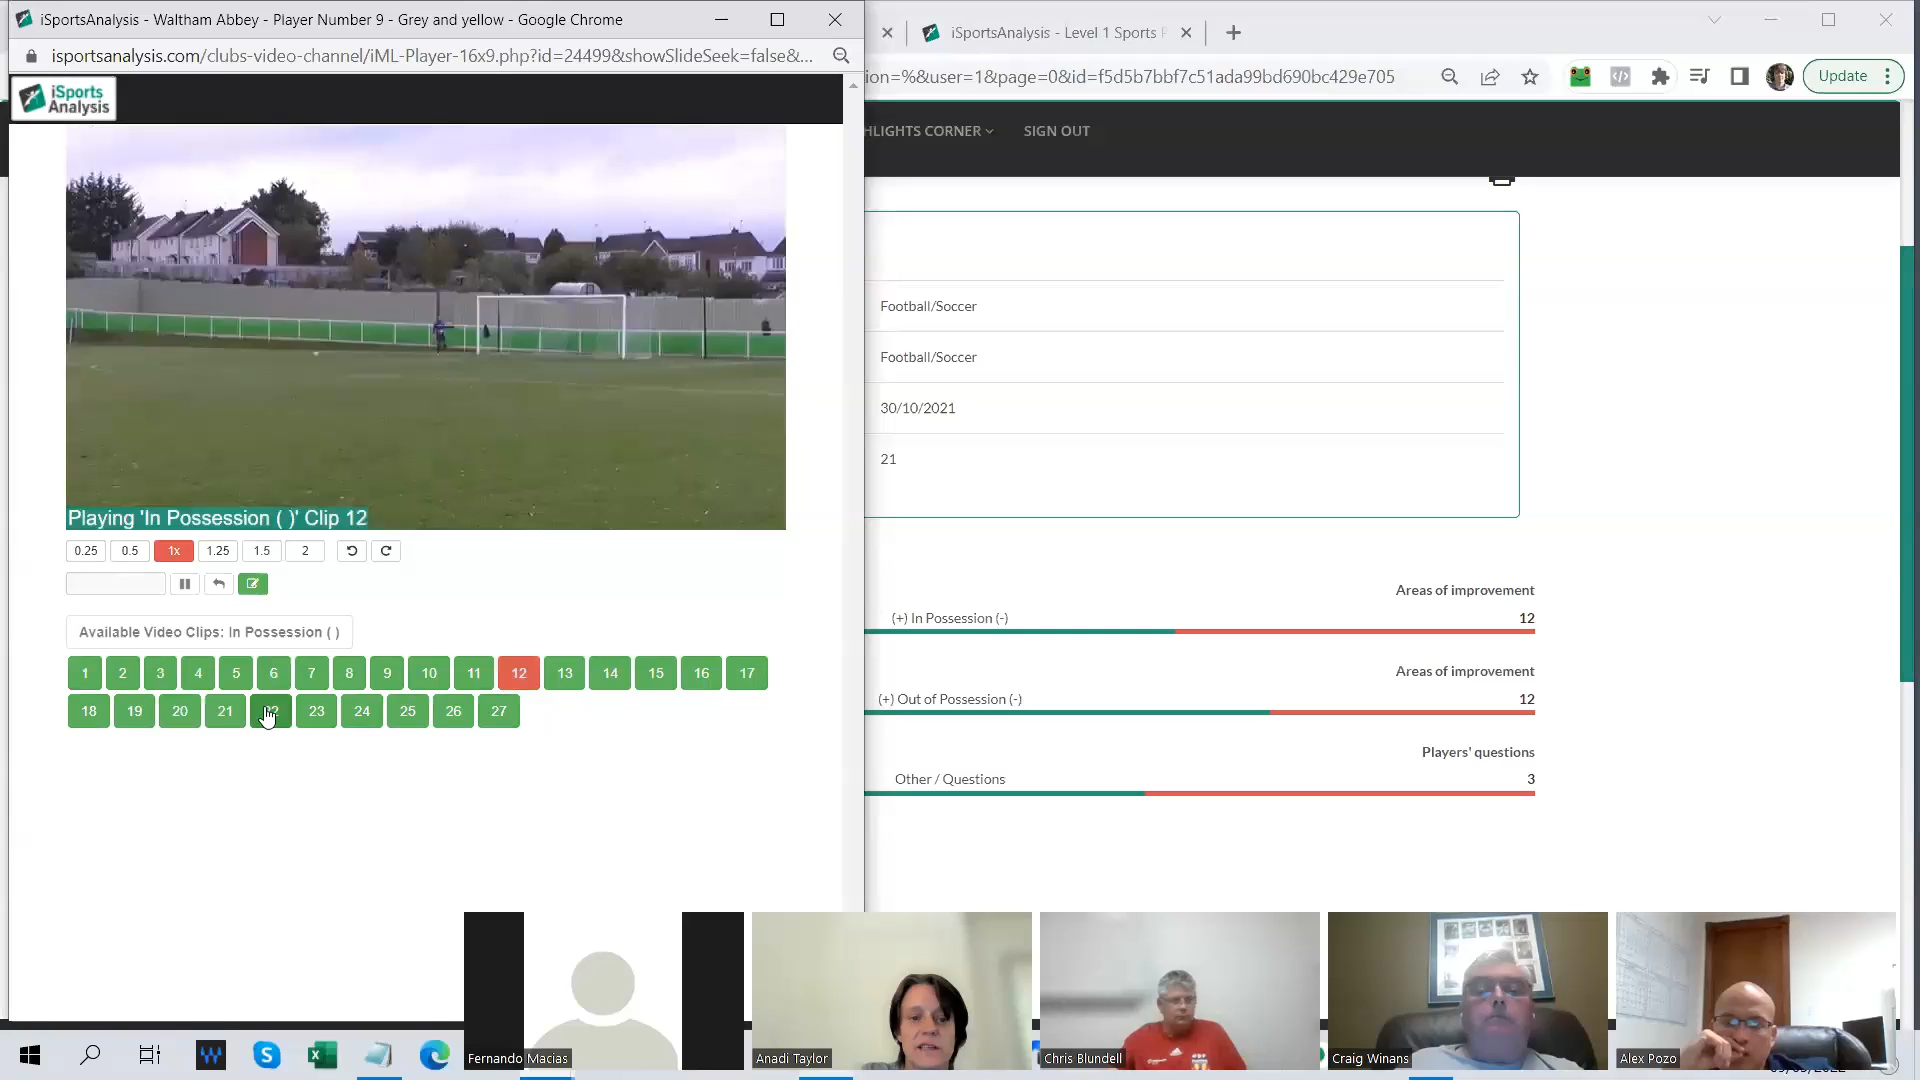 iSportsAnalysis - Waltham Abbey - Player Number 9 - Grey and yellow - Google Chrome
isportsanalysis.com/clubs-video-channel/iML-Player-16x9.php?id=24499&showSlideSeek=false&...
iSports
Analysis
Playing 'In Possession ( )' Clip 12
0.25 0.5 1x 1.25 1.5 2
Available Video Clips: In Possession ( )
1 2 3 4 5 6 7 8 9 10 11 12 13 14 15 16 17
18 19 20 21 22 23 24 25 26 27
iSportsAnalysis - Level 1 Sports P
ion=%&user=1&page=0&id=f5d5b7bbf7c51ada99bd690bc429e705
Update
HLIGHTS CORNER
SIGN OUT
Football/Soccer
Football/Soccer
30/10/2021
21
Areas of improvement
(+) In Possession (-) 12
Areas of improvement
(+) Out of Possession (-) 12
Players' questions
Other / Questions 3
Fernando Macias
Anadi Taylor
Chris Blundell
Craig Winans
Alex Pozo